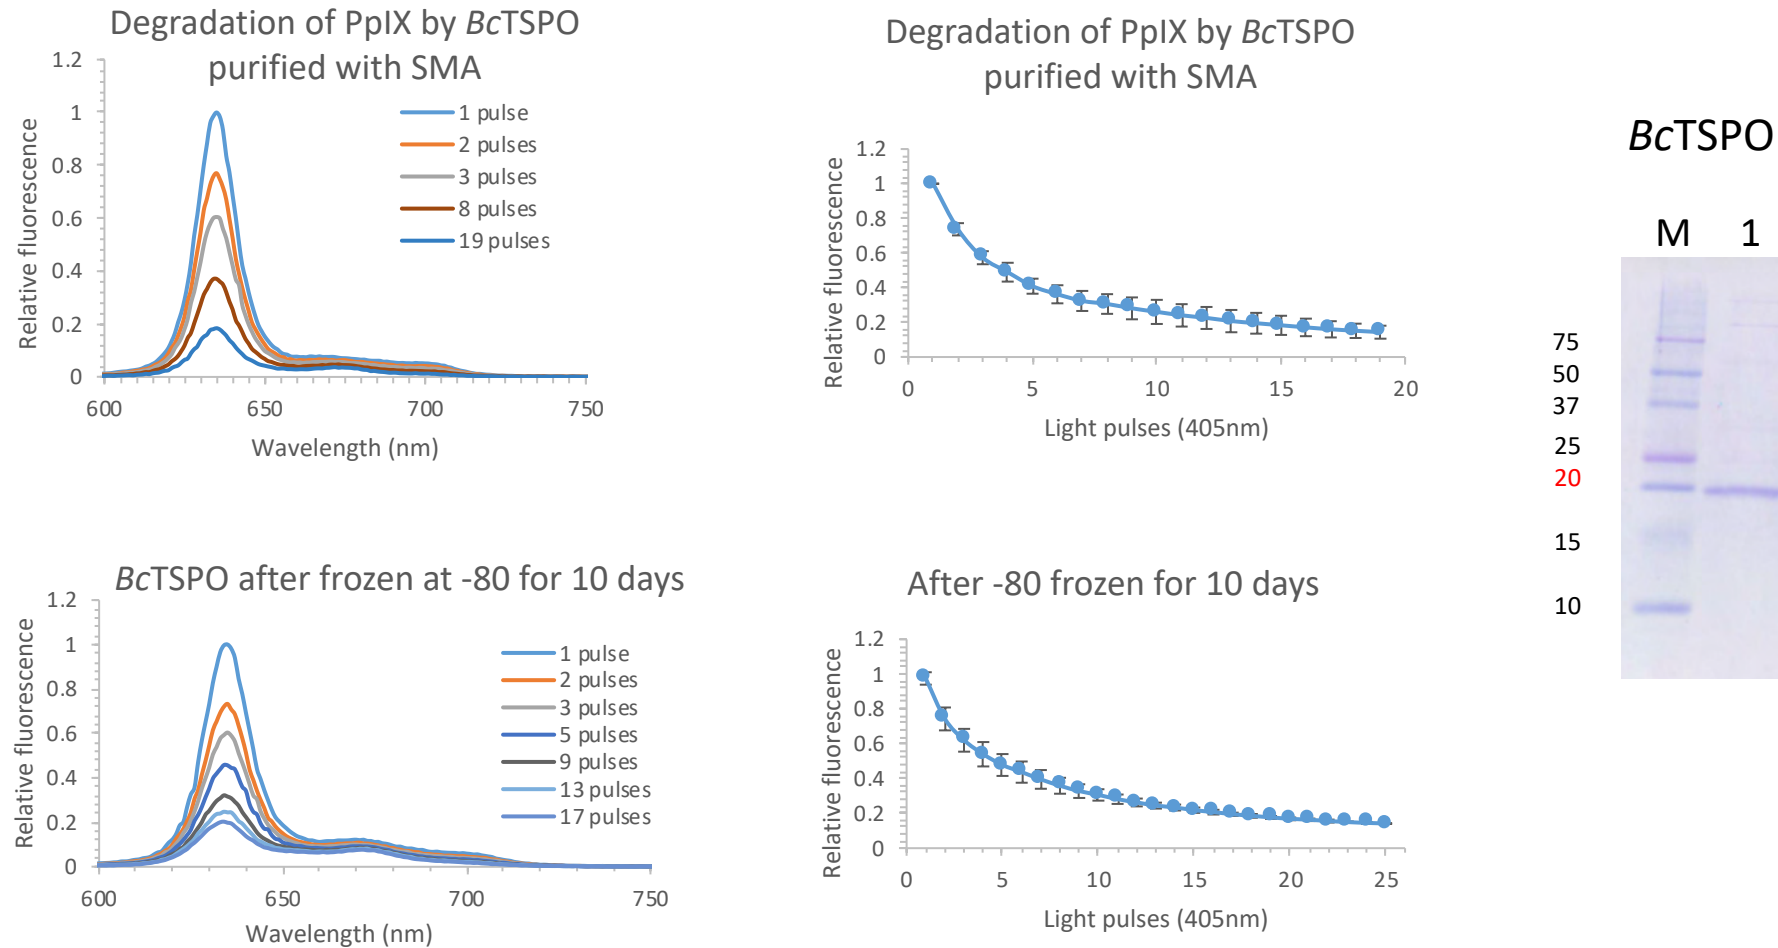 Degradation of PpIX by BcTSPO
purified with SMA
1.2
1
0.8
0.6
0.4
0.2
0
Relative fluorescence
1 pulse
2 pulses
3 pulses
8 pulses
19 pulses
600
650
700
750
Wavelength (nm)
Degradation of PpIX by BcTSPO
purified with SMA
1.2
1
0.8
0.6
0.4
0.2
0
Relative fluorescence
0
5
10
15
20
Light pulses (405nm)
BcTSPO
M 1
75
50
37
25
20
15
10
BcTSPO after frozen at -80 for 10 days
1.2
1
0.8
0.6
0.4
0.2
0
Relative fluorescence
1 pulse
2 pulses
3 pulses
5 pulses
9 pulses
13 pulses
17 pulses
600
650
700
750
Wavelength (nm)
After -80 frozen for 10 days
1.2
1
0.8
0.6
0.4
0.2
0
Relative fluorescence
0
5
10
15
20
25
Light pulses (405nm)